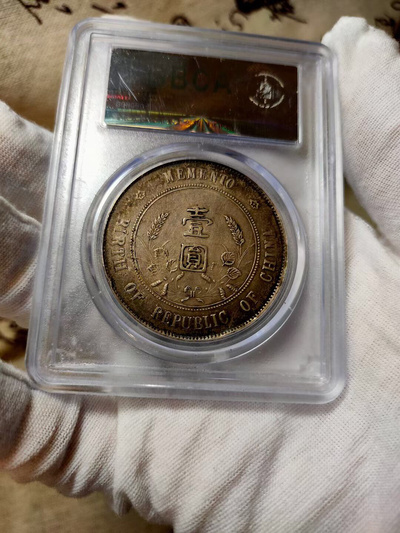 MEMENTO
壹
圓
BIRTH OF REPUBLIC OF CHINA